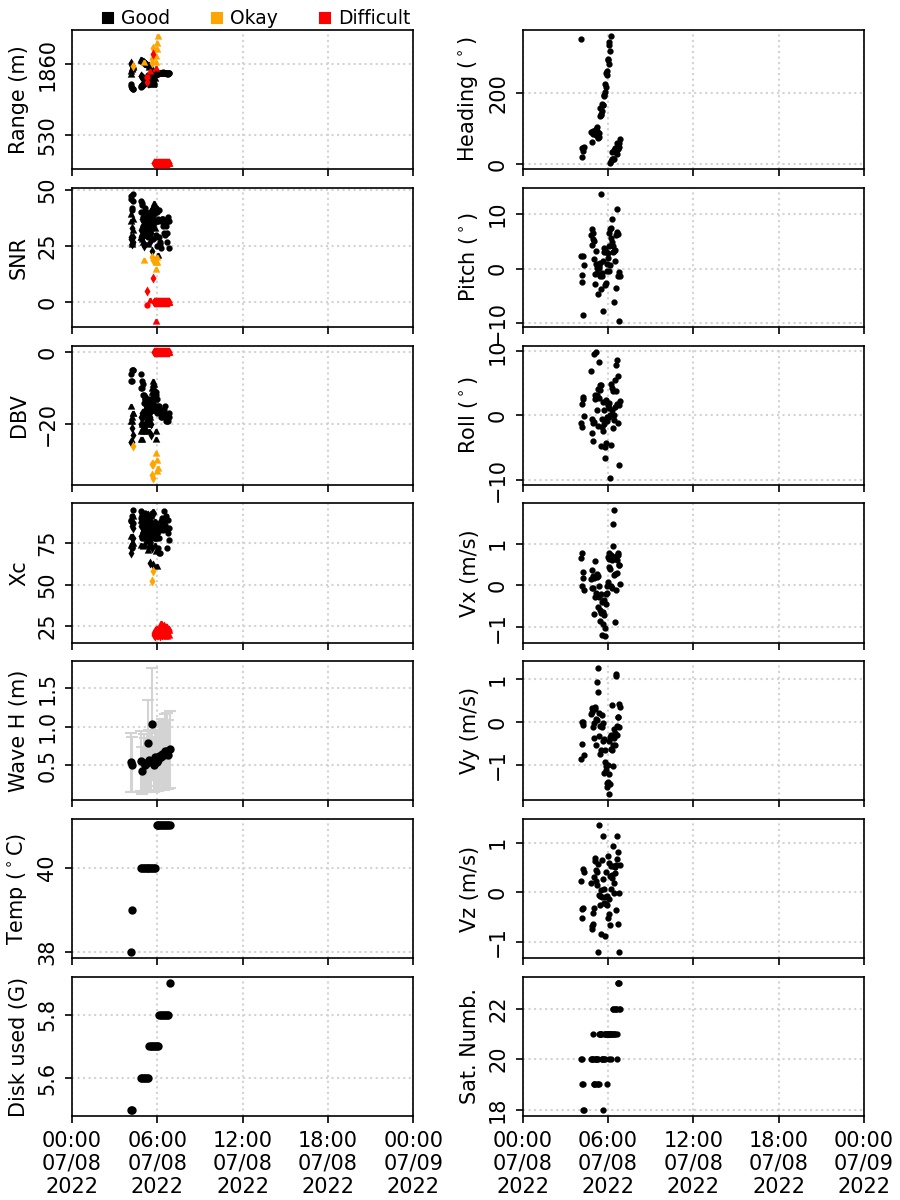 Good Okay Difficult
Range (m)
1860
530
Heading (°)
200
0
SNR
50
25
0
Pitch (°)
10
0
−10
DBV
0
−20
Roll (°)
10
0
−10
Xc
75
50
25
Vx (m/s)
1
0
−1
Wave H (m)
1.5
1.0
0.5
Vy (m/s)
1
0
−1
Temp (°C)
40
38
Vz (m/s)
1
0
−1
Disk used (G)
5.8
5.6
Sat. Numb.
22
20
18
00:00 06:00 12:00 18:00 00:00
07/08 07/08 07/08 07/08 07/09
2022 2022 2022 2022 2022
00:00 06:00 12:00 18:00 00:00
07/08 07/08 07/08 07/08 07/09
2022 2022 2022 2022 2022